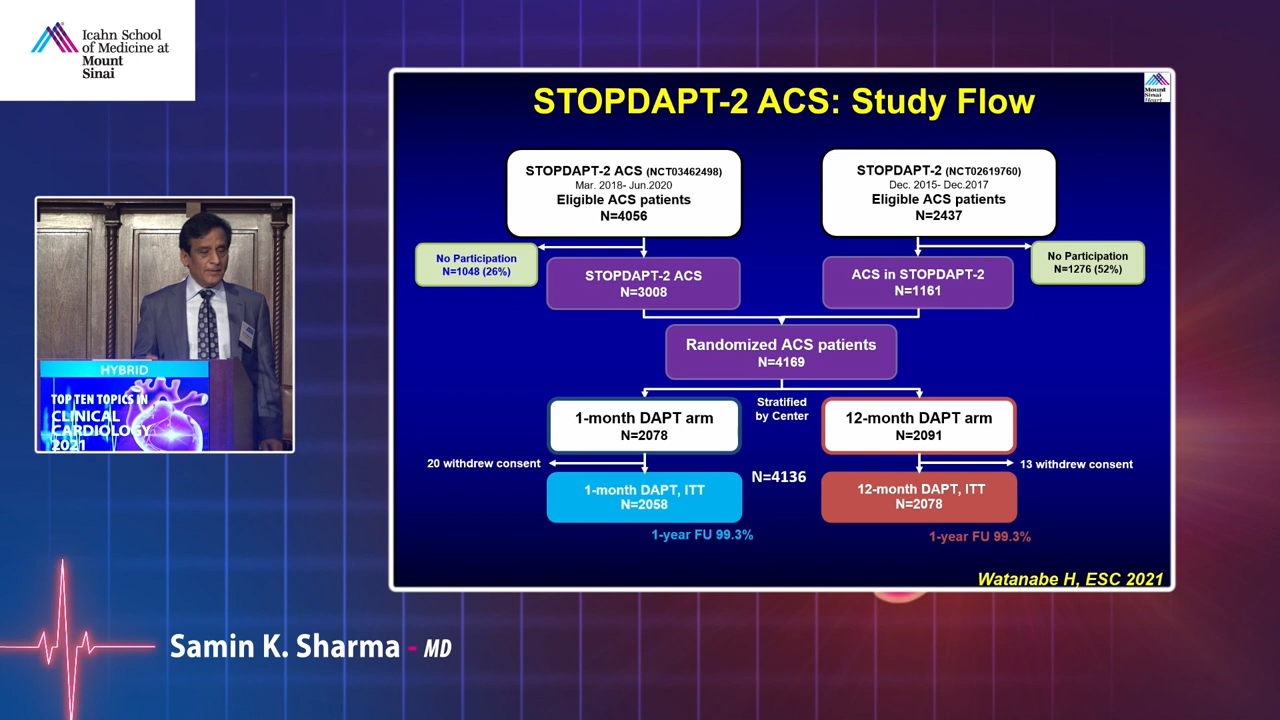 Icahn School
of Medicine at
Mount
Sinai
STOPDAPT-2 ACS: Study Flow
Mount
Sinai
Heart
STOPDAPT-2 ACS (NCT03462498)
Mar. 2018- Jun.2020
Eligible ACS patients
N=4056
STOPDAPT-2 (NCT02619760)
Dec. 2015- Dec.2017
Eligible ACS patients
N=2437
No Participation
N=1048 (26%)
No Participation
N=1276 (52%)
STOPDAPT-2 ACS
N=3008
ACS in STOPDAPT-2
N=1161
Randomized ACS patients
N=4169
Stratified
by Center
1-month DAPT arm
N=2078
12-month DAPT arm
N=2091
20 withdrew consent
13 withdrew consent
N=4136
1-month DAPT, ITT
N=2058
12-month DAPT, ITT
N=2078
1-year FU 99.3%
1-year FU 99.3%
Watanabe H, ESC 2021
HYBRID
TOP TEN TOPICS IN
CLINICAL
CARDIOLOGY
2021
Samin K. Sharma - MD